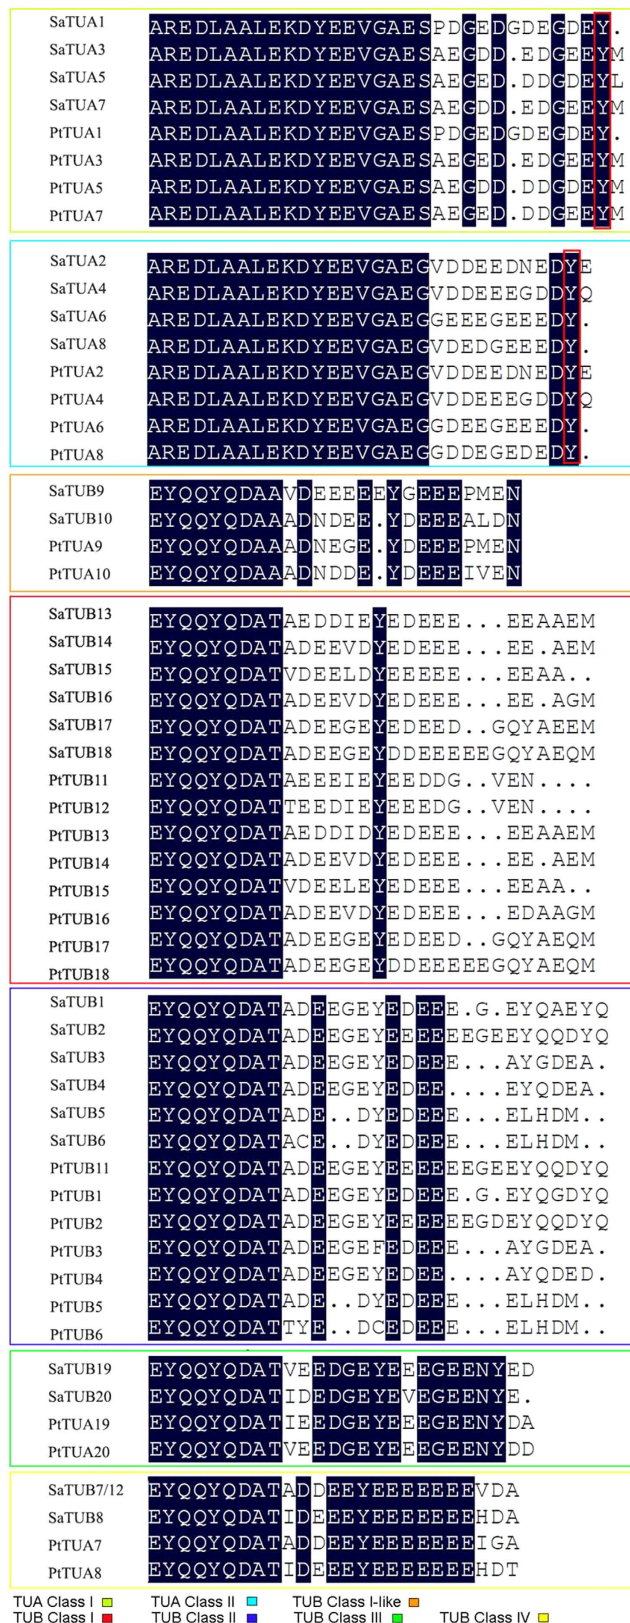 SaTUA1 AREDLAALEKDYEEVGAESPDGEDGDEGDEY.
SaTUA3 AREDLAALEKDYEEVGAESAEGDD.EDGEEYM
SaTUA5 AREDLAALEKDYEEVGAESAEGED.DDGDEYL
SaTUA7 AREDLAALEKDYEEVGAESAEGDD.EDGEEYM
PtTUA1 AREDLAALEKDYEEVGAESPDGEDGDEGDEY.
PtTUA3 AREDLAALEKDYEEVGAESAEGDD.EDGEEYM
PtTUA5 AREDLAALEKDYEEVGAESAEGDD.DDGDEYM
PtTUA7 AREDLAALEKDYEEVGAESAEGED.DDGEEYM
SaTUA2 AREDLAALEKDYEEVGAEGVDDEEDNEDYE
SaTUA4 AREDLAALEKDYEEVGAEGVDDEEEGDDYQ
SaTUA6 AREDLAALEKDYEEVGAEGGEEEGEEEDY.
SaTUA8 AREDLAALEKDYEEVGAEGVDEDGEEEDY.
PtTUA2 AREDLAALEKDYEEVGAEGVDDEEDNEDYE
PtTUA4 AREDLAALEKDYEEVGAEGVDDEEEGDDYQ
PtTUA6 AREDLAALEKDYEEVGAEGGDEEGEEEDY.
PtTUA8 AREDLAALEKDYEEVGAEGGDDEGEDEDY.
SaTUB9 EYQQYQDAAVDEEEEEYGEEEPMEN
SaTUB10 EYQQYQDAAADNDEE.YDEEEALDN
PtTUA9 EYQQYQDAAADNEGE.YDEEEPMEN
PtTUA10 EYQQYQDAAADNDDE.YDEEEIVEN
SaTUB13 EYQQYQDATAEDDIEYEDEEE...EEAAEM
SaTUB14 EYQQYQDATADEEVDYEDEEE...EE.AEM
SaTUB15 EYQQYQDATVDEELDYEEEEE...EEAA..
SaTUB16 EYQQYQDATADEEVDYEDEEE...EE.AGM
SaTUB17 EYQQYQDATADEEGEYEDEED..GQYAEEM
SaTUB18 EYQQYQDATADEEGEYDDEEEEEGQYAEQM
PtTUB11 EYQQYQDATAEEEIEYEEDDG..VEN....
PtTUB12 EYQQYQDATTEEDIEYEEEDG..VEN....
PtTUB13 EYQQYQDATAEDDIDYEDEEE...EEAAEM
PtTUB14 EYQQYQDATADEEVDYEDEEE...EE.AEM
PtTUB15 EYQQYQDATVDEELEYEEEEE...EEAA..
PtTUB16 EYQQYQDATADEEVDYEDEEE...EDAAGM
PtTUB17 EYQQYQDATADEEGEYEDEED..GQYAEQM
PtTUB18 EYQQYQDATADEEGEYDDEEEEEGQYAEQM
SaTUB1 EYQQYQDATADEEGEYEDEEE.G.EYQAEYQ
SaTUB2 EYQQYQDATADEEGEYEEEEEEGEEYQQDYQ
SaTUB3 EYQQYQDATADEEGEYEDEEE...AYGDEA.
SaTUB4 EYQQYQDATADEEGEYEDEE....EYQDEA.
SaTUB5 EYQQYQDATADE..DYEDEEE...ELHDM..
SaTUB6 EYQQYQDATACE..DYEDEEE...ELHDM..
PtTUB11 EYQQYQDATADEEGEYEEEEEEGEEYQQDYQ
PtTUB1 EYQQYQDATADEEGEYEDEEE.G.EYQGDYQ
PtTUB2 EYQQYQDATADEEGEYEEEEEEGDEYQQDYQ
PtTUB3 EYQQYQDATADEEGEFEDEEE...AYGDEA.
PtTUB4 EYQQYQDATADEEGEYEDEE....AYQDED.
PtTUB5 EYQQYQDATADE..DYEDEEE...ELHDM..
PtTUB6 EYQQYQDATTYE..DCEDEEE...ELHDM..
SaTUB19 EYQQYQDATVEEDGEYEEEGEENYED
SaTUB20 EYQQYQDATIDEDGEYEVEGEENYE.
PtTUA19 EYQQYQDATIEEDGEYEEEGEENYDA
PtTUA20 EYQQYQDATVEEDGEYEEEGEENYDD
SaTUB7/12 EYQQYQDATADDEEYEEEEEEEVDA
SaTUB8 EYQQYQDATIDEEEYEEEEEEEHDA
PtTUA7 EYQQYQDATADDEEYEEEEEEEIGA
PtTUA8 EYQQYQDATIDEEEYEEEEEEEHDT
TUA Class I TUA Class II TUB Class I-like
TUB Class I TUB Class II TUB Class III TUB Class IV